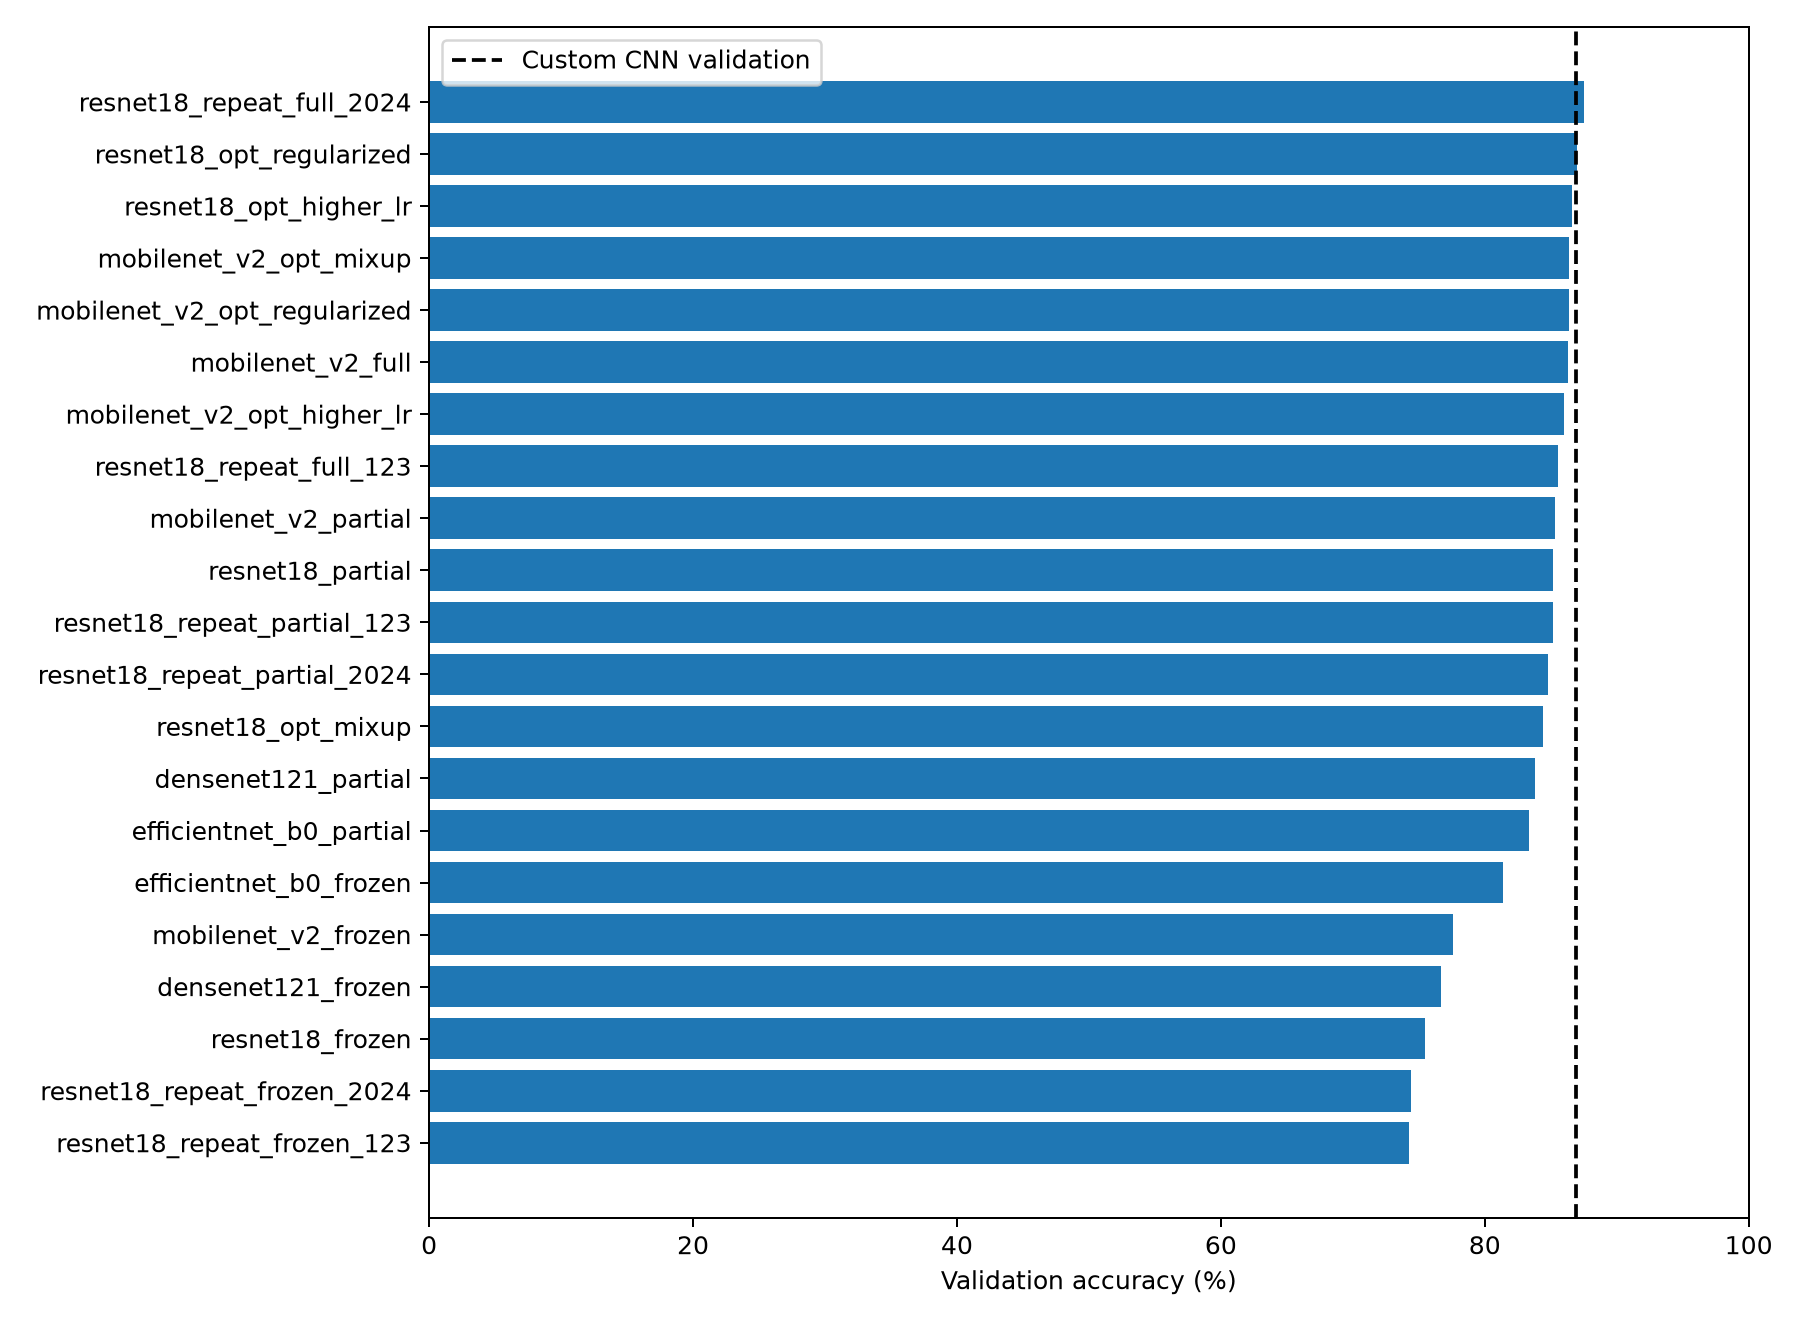 Custom CNN validation
resnet18_repeat_full_2024
resnet18_opt_regularized
resnet18_opt_higher_lr
mobilenet_v2_opt_mixup
mobilenet_v2_opt_regularized
mobilenet_v2_full
mobilenet_v2_opt_higher_lr
resnet18_repeat_full_123
mobilenet_v2_partial
resnet18_partial
resnet18_repeat_partial_123
resnet18_repeat_partial_2024
resnet18_opt_mixup
densenet121_partial
efficientnet_b0_partial
efficientnet_b0_frozen
mobilenet_v2_frozen
densenet121_frozen
resnet18_frozen
resnet18_repeat_frozen_2024
resnet18_repeat_frozen_123
0 20 40 60 80 100
Validation accuracy (%)